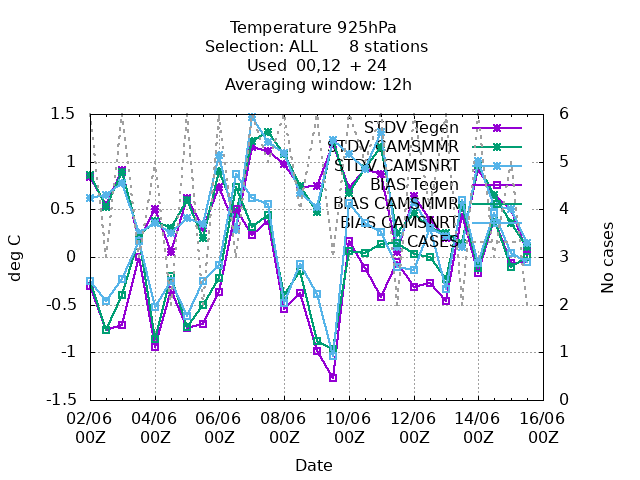 Temperature 925hPa
Selection: ALL 8 stations
Used 00,12 + 24
Averaging window: 12h
1.5
1
0.5
0
-0.5
-1
-1.5
deg C
6
5
4
3
2
1
0
No cases
STDV Tegen
STDV CAMSMMR
STDV CAMSNRT
BIAS Tegen
BIAS CAMSMMR
BIAS CAMSNRT
CASES
02/06 04/06 06/06 08/06 10/06 12/06 14/06 16/06
00Z 00Z 00Z 00Z 00Z 00Z 00Z 00Z
Date